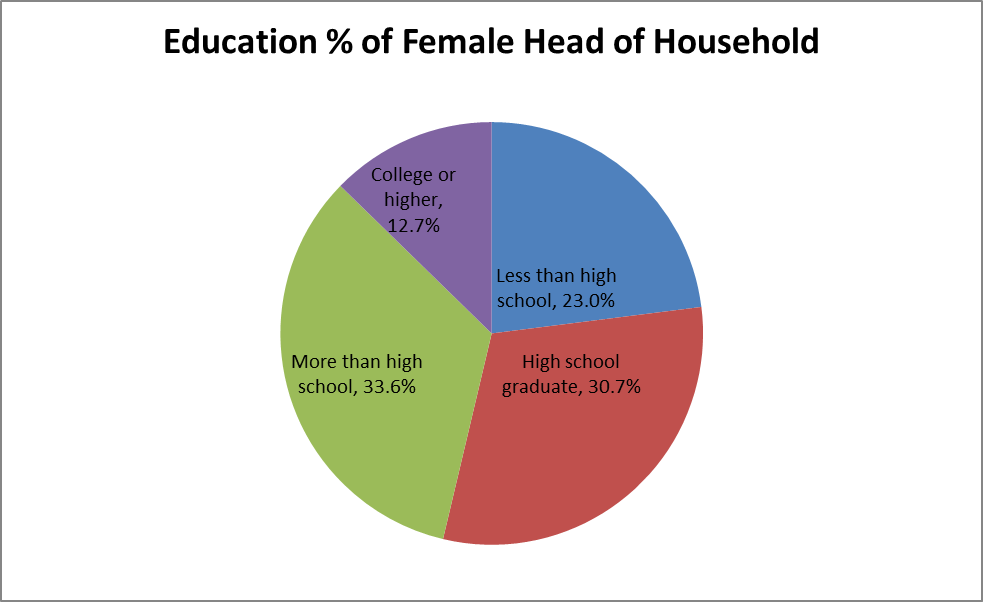 Education % of Female Head of Household
College or
higher,
12.7%
Less than high
school, 23.0%
More than high
school, 33.6%
High school
graduate, 30.7%